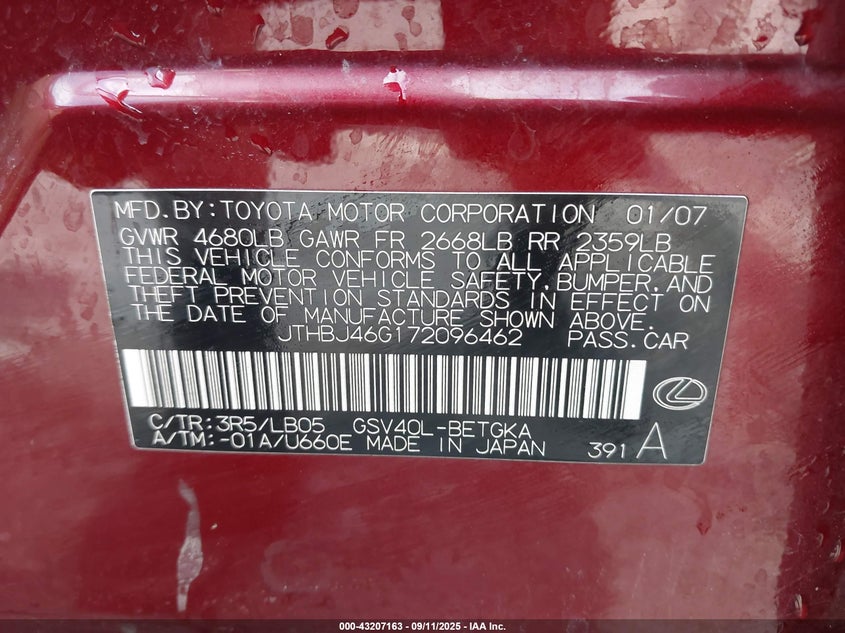 MFD.BY:TOYOTA MOTOR CORPORATION 01/07
GVWR 4680LB GAWR FR 2668LB RR 2359LB
THIS VEHICLE CONFORMS TO ALL APPLICABLE
FEDERAL MOTOR VEHICLE SAFETY,BUMPER,AND
THEFT PREVENTION STANDARDS IN EFFECT ON
THE DATE OF MANUFACTURE SHOWN ABOVE.
JTHBJ46G172096462 PASS.CAR
C/TR:3R5/LB05 GSV40L-BETGKA
A/TM:-01A/U660E MADE IN JAPAN 391 A
000-43207163 - 09/11/2025 - IAA Inc.